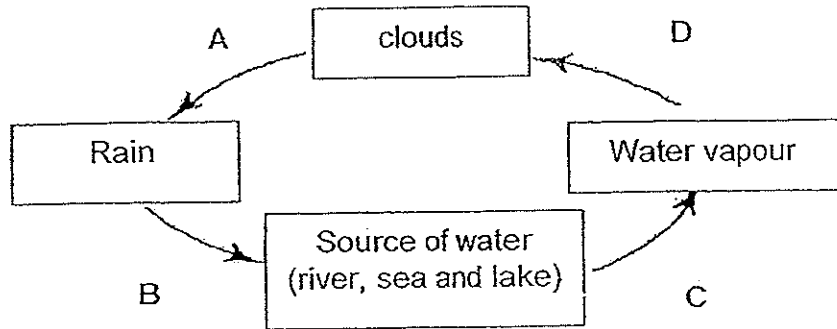 A
clouds
D
Rain
Water vapour
Source of water
(river, sea and lake)
B
C